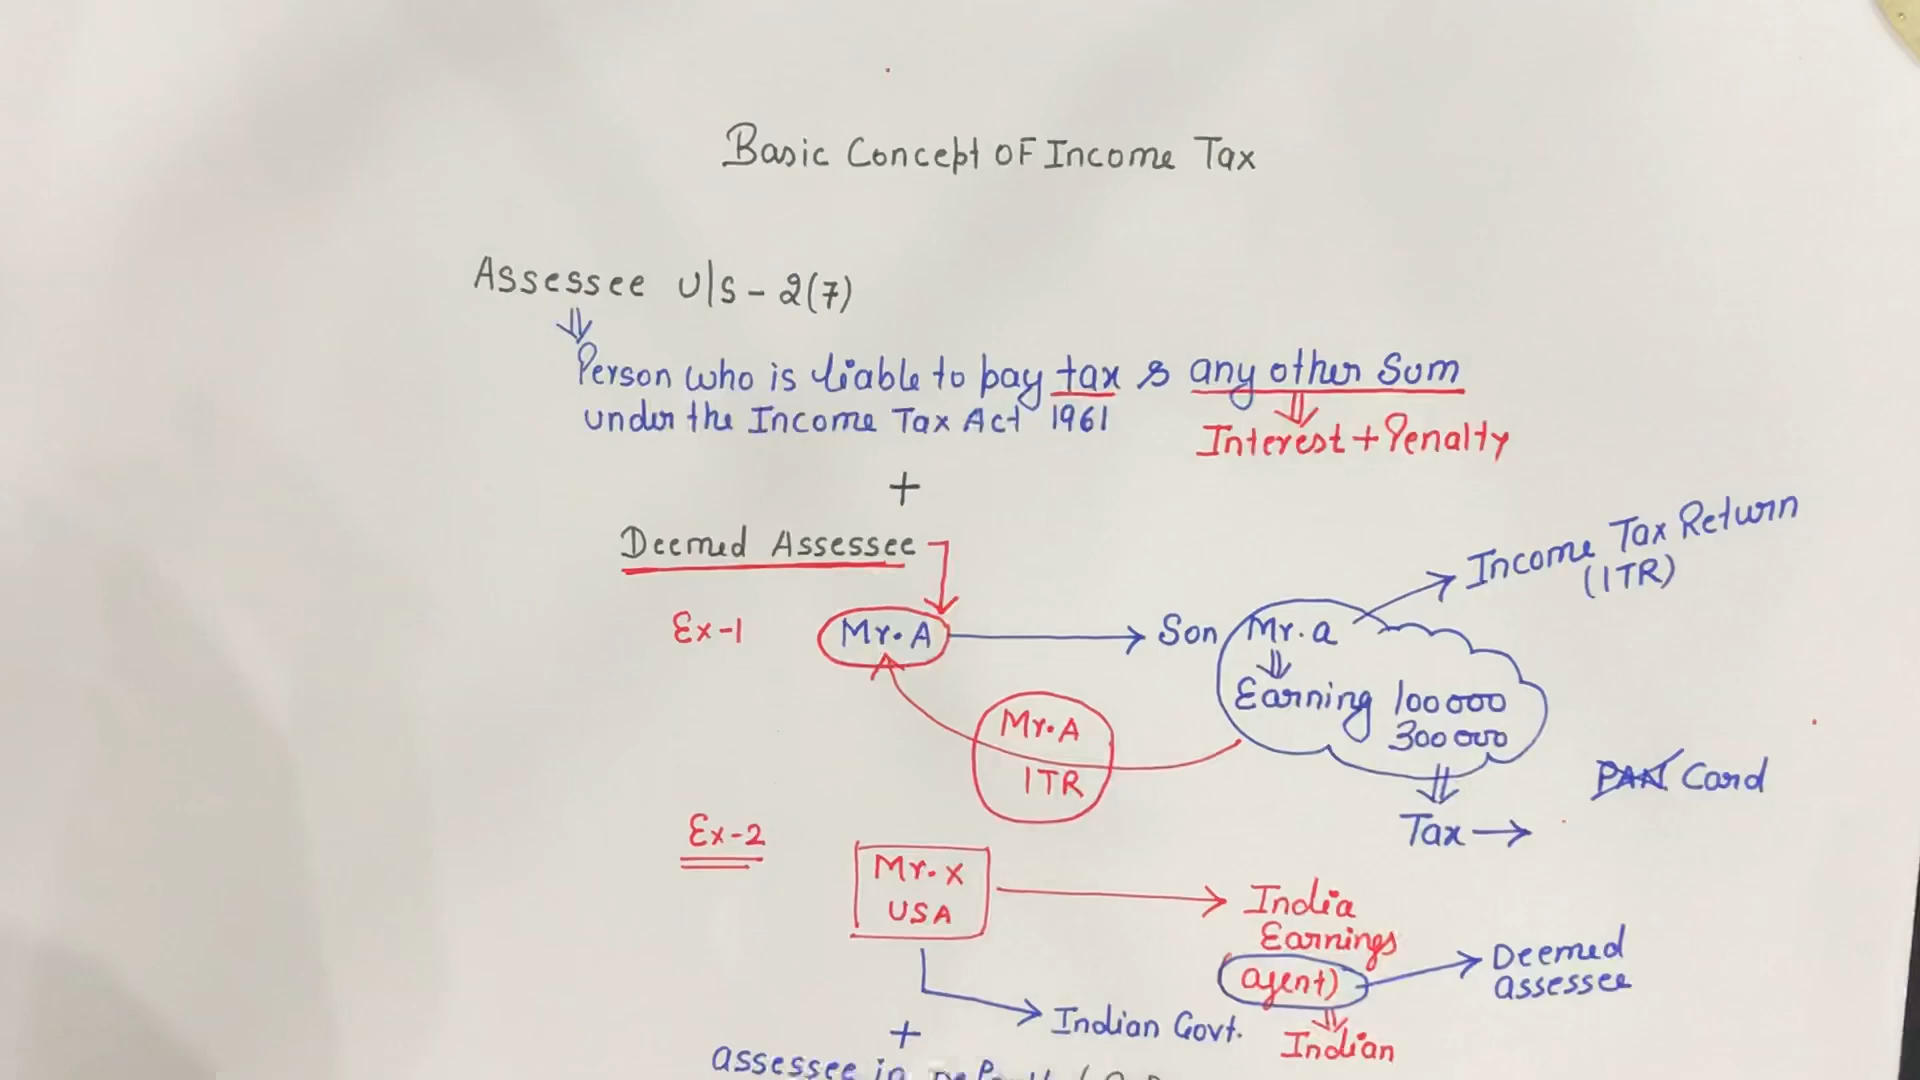 Basic Concept OF Income Tax
Assessee U/S - 2(7)
Person who is liable to pay tax & any other Sum
under the Income Tax Act 1961
Interest + Penalty
+
Deemed Assessee
Income Tax Return
(ITR)
Ex-1 Mr. A Son Mr. a
Earning 100000
300000
Mr. A
ITR
PAN Card
Tax
Ex-2
Mr. X
USA
India
Earnings
agent)
Deemed
assessee
Indian Govt.
Indian
+
assessee in